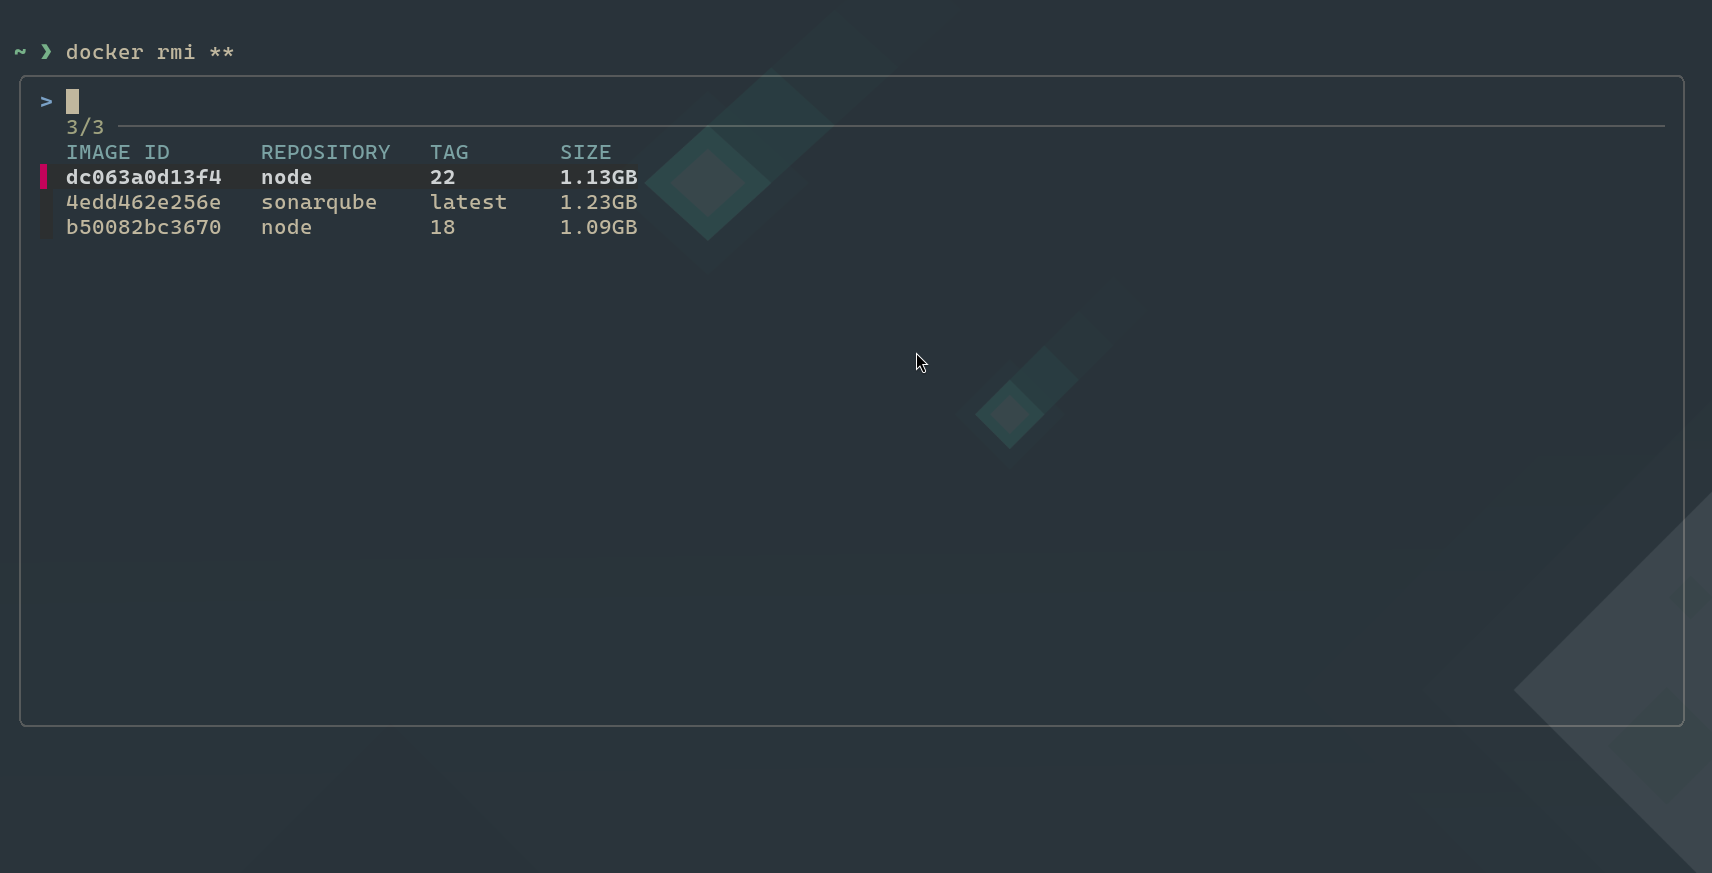 ~ ❯ docker rmi **
>
3/3
IMAGE ID REPOSITORY TAG SIZE
dc063a0d13f4 node 22 1.13GB
4edd462e256e sonarqube latest 1.23GB
b50082bc3670 node 18 1.09GB